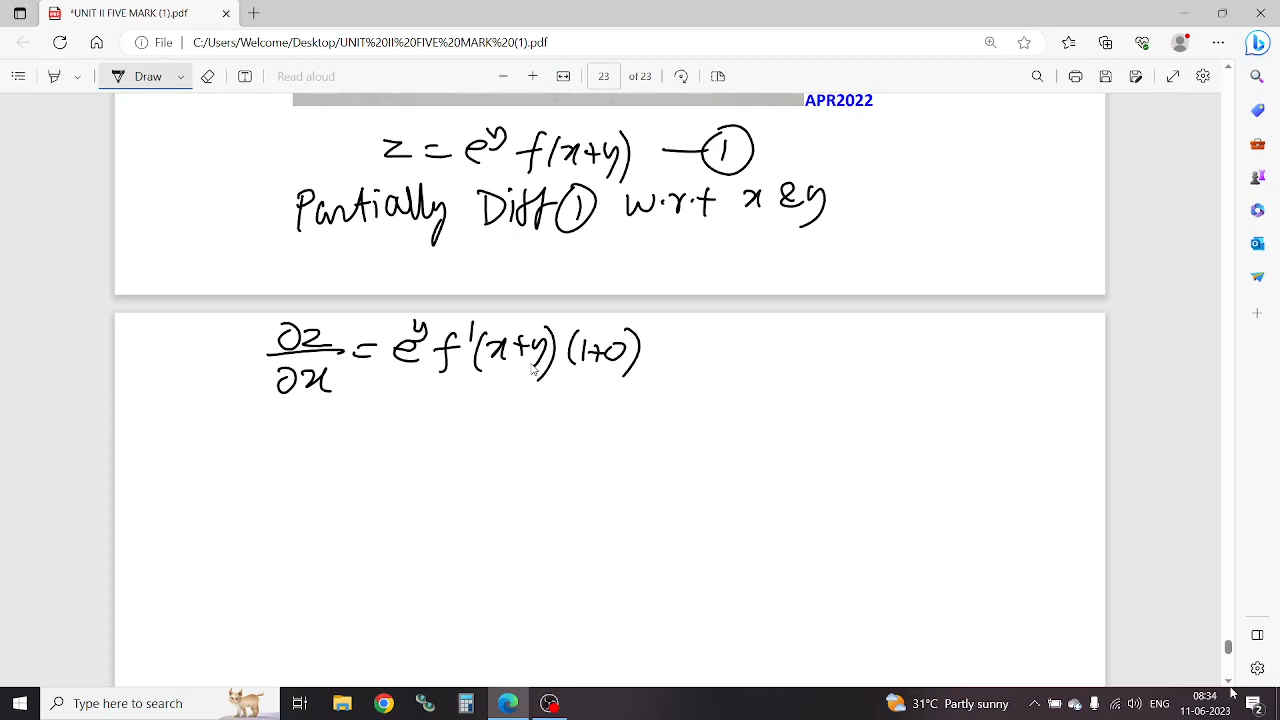 *UNIT II FIVE MARK (1).pdf
File C:/Users/Welcome/Desktop/UNIT%20II%20FIVE%20MARK%20(1).pdf
Draw Read aloud 23 of 23
APR2022
z = e^y f(x+y) — ①
Partially Diff ① w.r.t x & y
∂z/∂x = e^y f'(x+y) (1+0)
Type here to search 31°C Partly sunny 08:34
11-06-2023